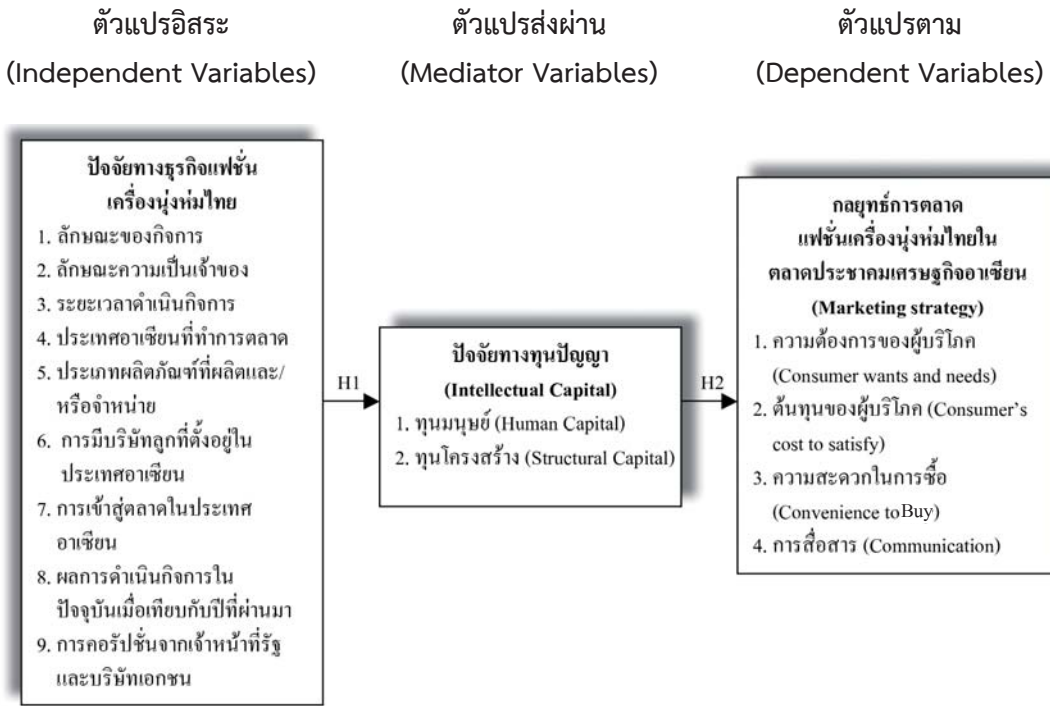 ตัวแปรอิสระ
(Independent Variables)
ตัวแปรส่งผ่าน
(Mediator Variables)
ตัวแปรตาม
(Dependent Variables)
ปัจจัยทางธุรกิจแฟชั่น
เครื่องนุ่งห่มไทย
1. ลักษณะของกิจการ
2. ลักษณะความเป็นเจ้าของ
3. ระยะเวลาดำเนินกิจการ
4. ประเทศอาเซียนที่ทำการตลาด
5. ประเภทผลิตภัณฑ์ที่ผลิตและ/
หรือจำหน่าย
6. การมีบริษัทลูกที่ตั้งอยู่ใน
ประเทศอาเซียน
7. การเข้าสู่ตลาดในประเทศ
อาเซียน
8. ผลการดำเนินกิจการใน
ปัจจุบันเมื่อเทียบกับปีที่ผ่านมา
9. การคอรัปชั่นจากเจ้าหน้าที่รัฐ
และบริษัทเอกชน
H1
ปัจจัยทางทุนปัญญา
(Intellectual Capital)
1. ทุนมนุษย์ (Human Capital)
2. ทุนโครงสร้าง (Structural Capital)
H2
กลยุทธ์การตลาด
แฟชั่นเครื่องนุ่งห่มไทยใน
ตลาดประชาคมเศรษฐกิจอาเซียน
(Marketing strategy)
1. ความต้องการของผู้บริโภค
(Consumer wants and needs)
2. ต้นทุนของผู้บริโภค (Consumer's
cost to satisfy)
3. ความสะดวกในการซื้อ
(Convenience to Buy)
4. การสื่อสาร (Communication)